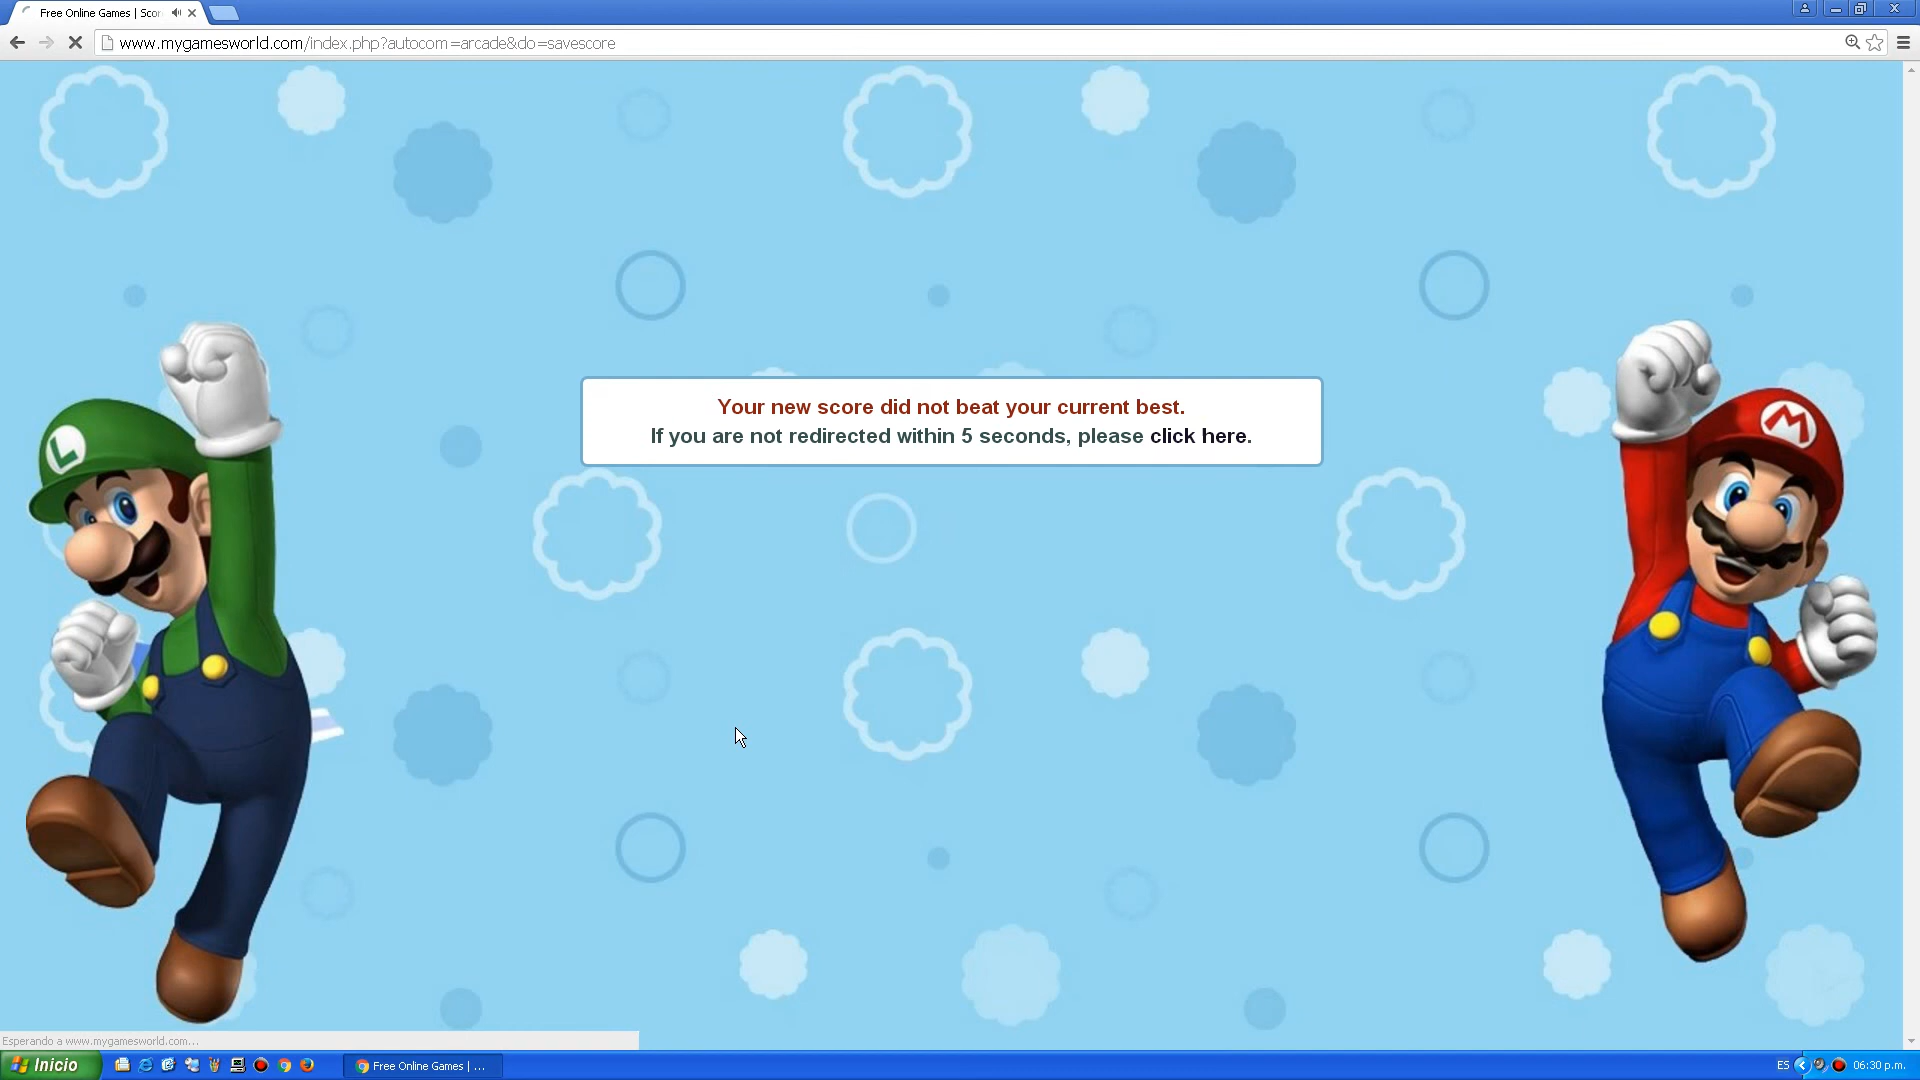 Free Online Games | Scor
www.mygamesworld.com/index.php?autocom=arcade&do=savescore
L
M
Your new score did not beat your current best.
If you are not redirected within 5 seconds, please click here.
Esperando a www.mygamesworld.com...
Inicio
Free Online Games | ...
ES
06:30 p.m.